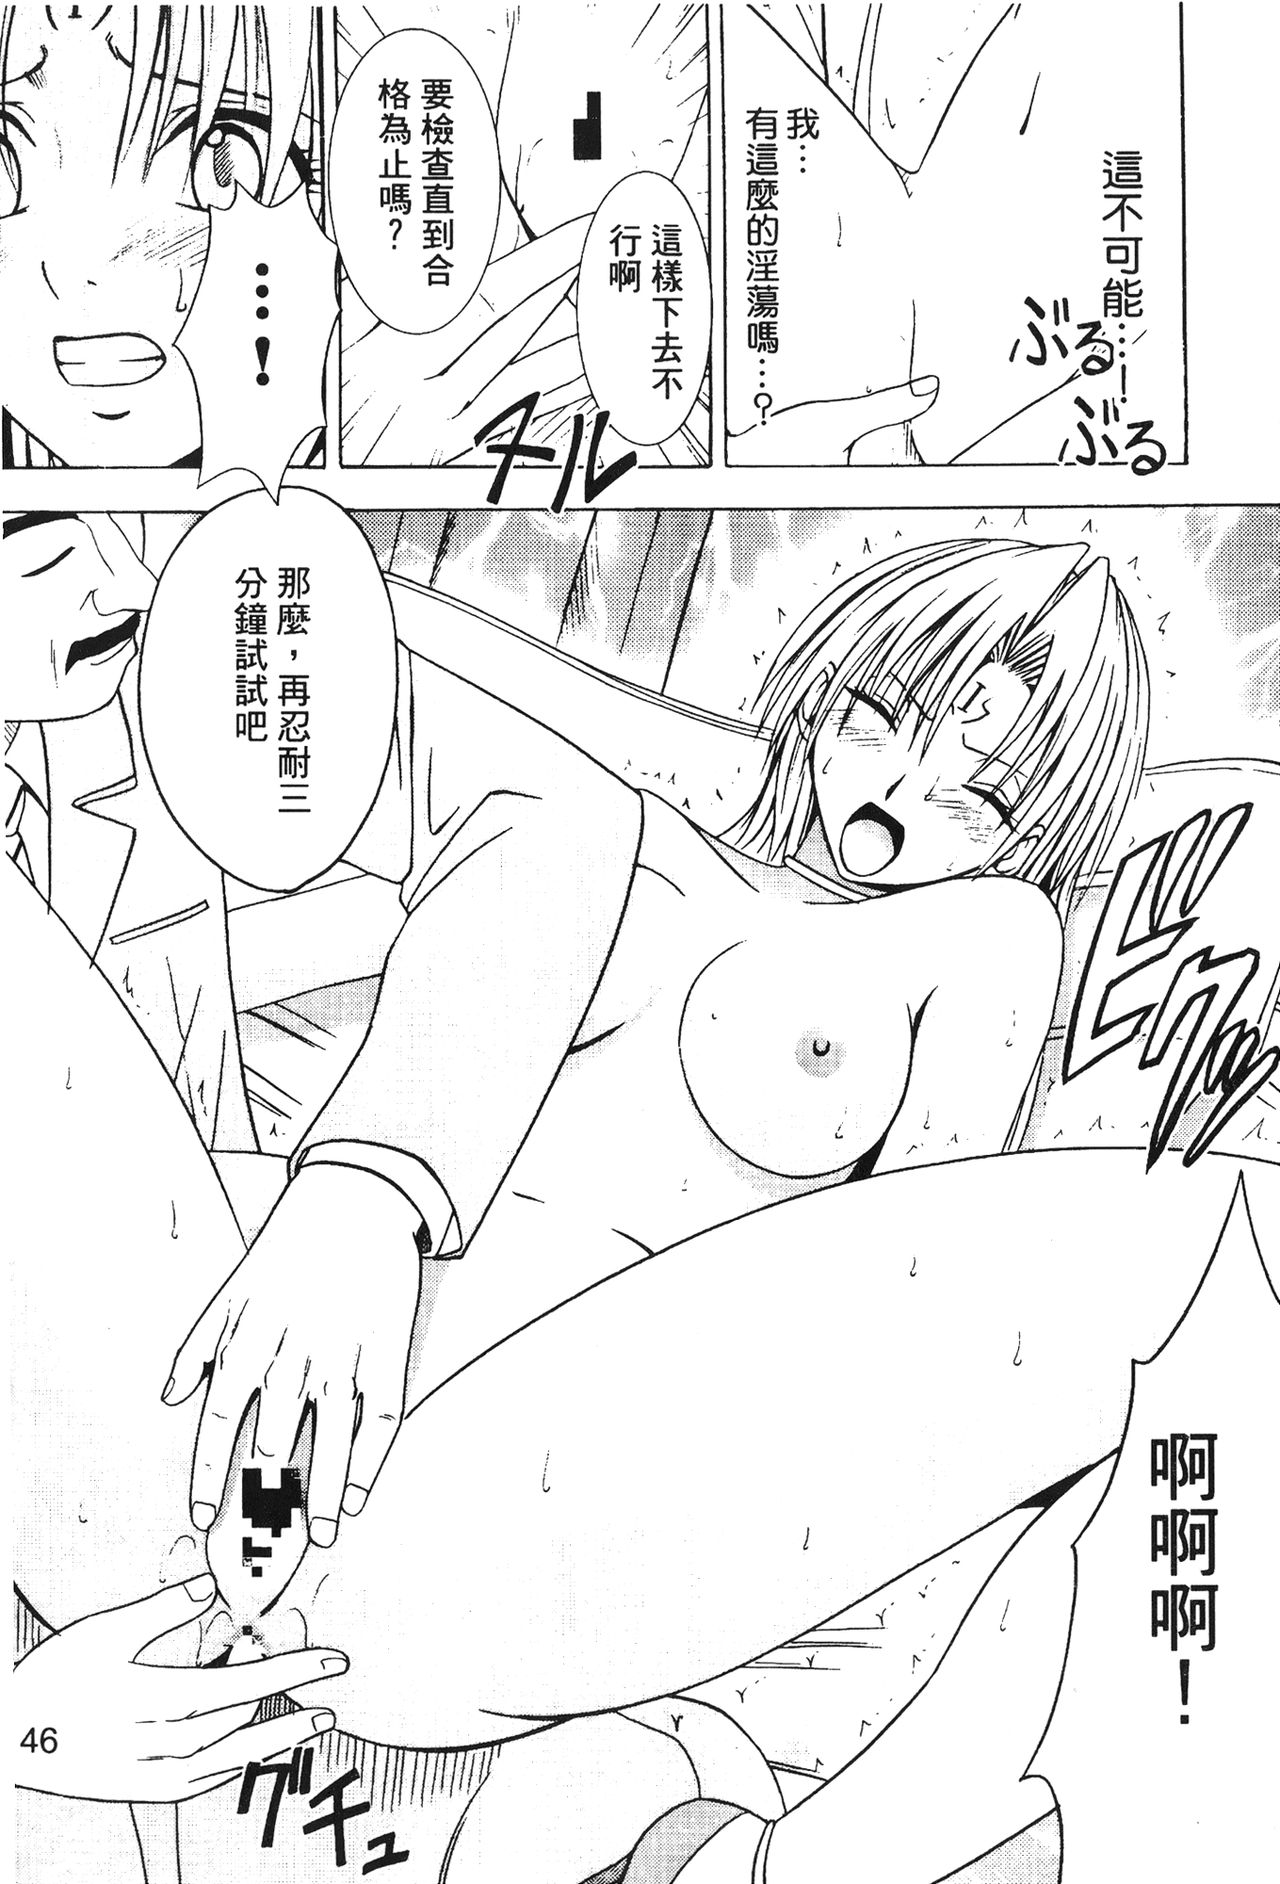 這不可能…！
ぶる
ぶる
我…
有這麼的淫蕩嗎…?
這樣下去不
行啊
要檢查直到合
格為止嗎?
ヌル
…！
那麼，再忍耐三
分鐘試試吧
ビクッ
啊啊啊！
グチュ
46